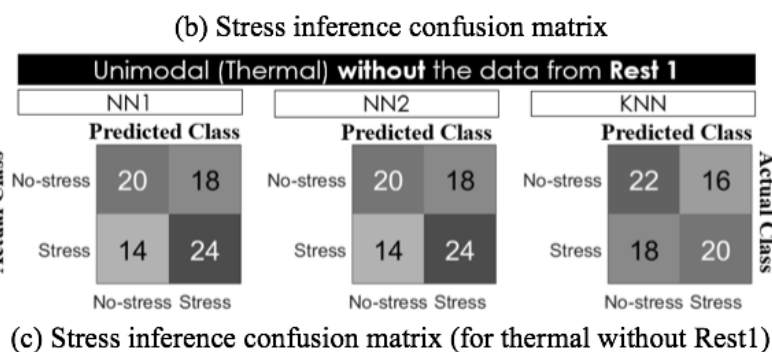 (b) Stress inference confusion matrix
Unimodal (Thermal) without the data from Rest 1
NN1 NN2 KNN
Predicted Class Predicted Class Predicted Class
No-stress 20 18 No-stress 20 18 No-stress 22 16
Actual Class
Stress 14 24 Stress 14 24 Stress 18 20
No-stress Stress No-stress Stress No-stress Stress
(c) Stress inference confusion matrix (for thermal without Rest1)